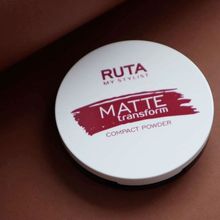 RUTA
MY STYLIST
MATTE
transform
COMPACT POWDER